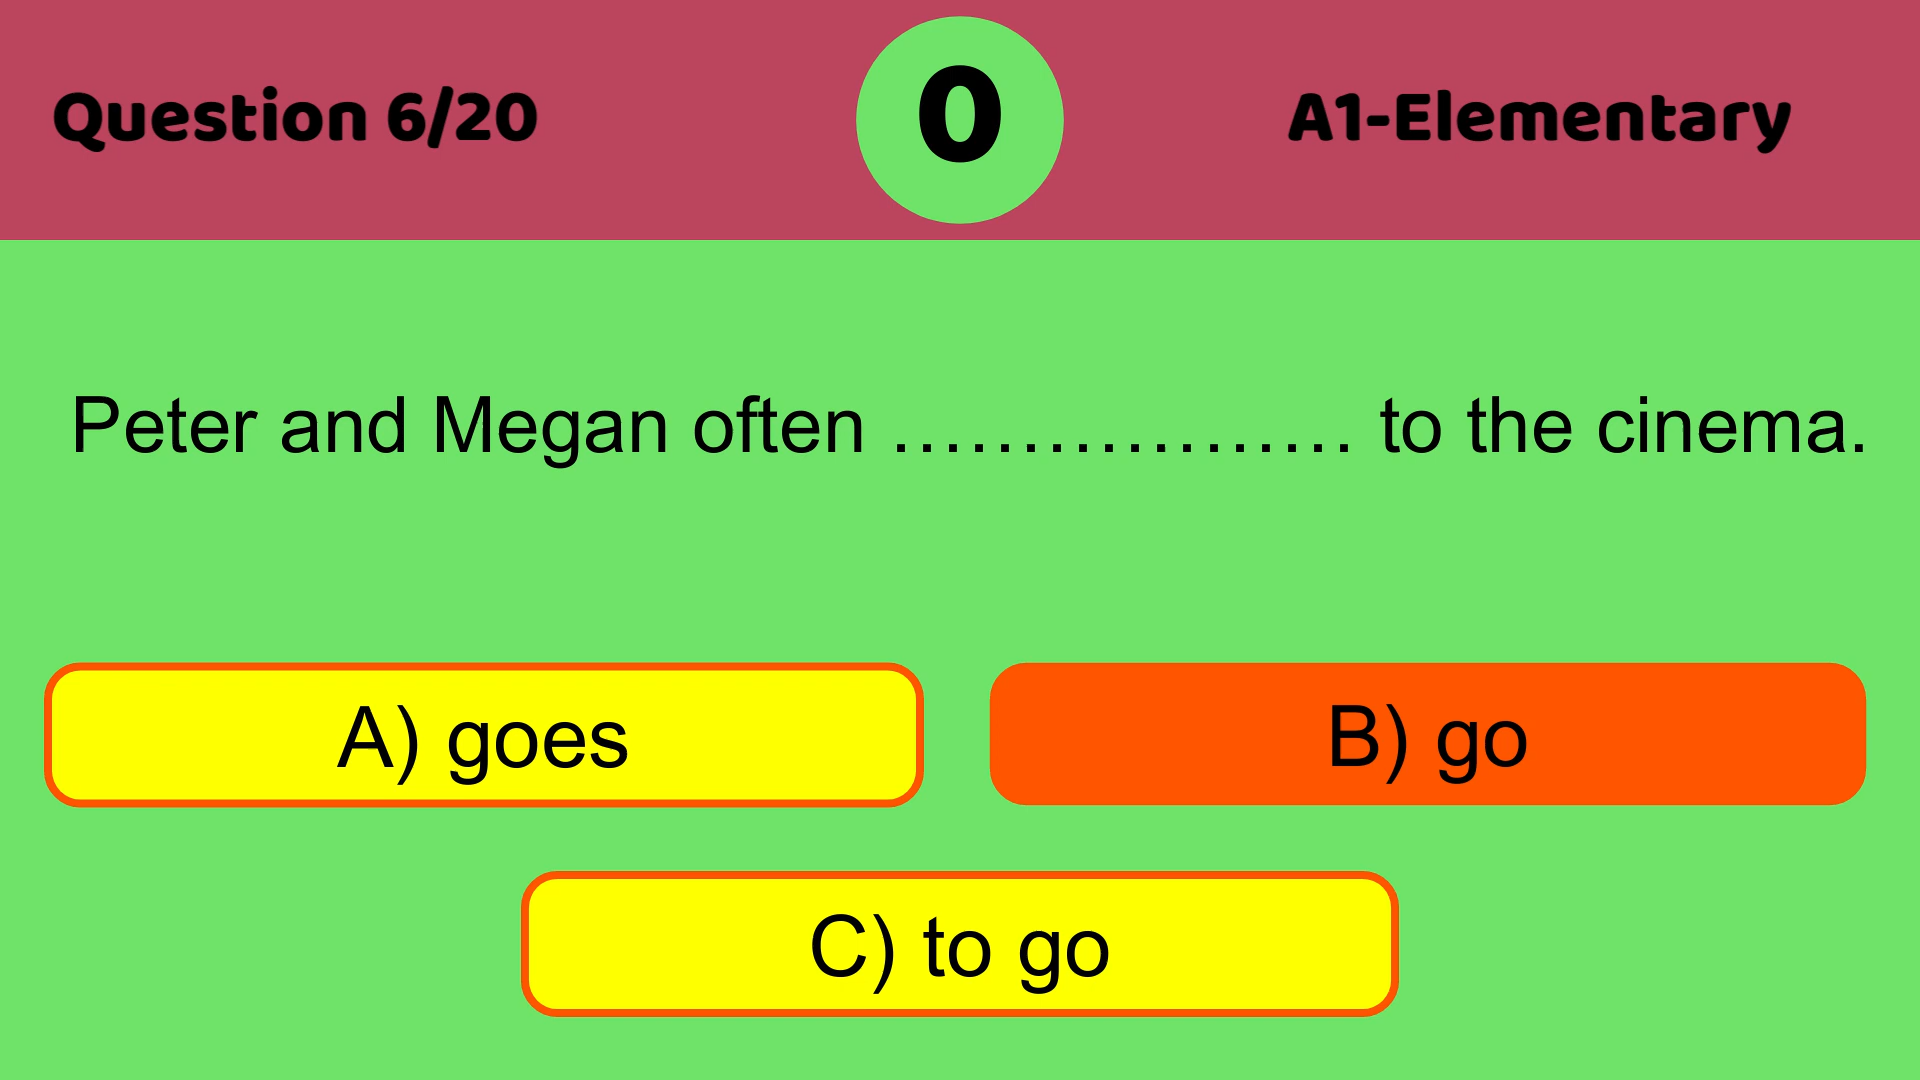 Question 6/20
0
A1-Elementary
Peter and Megan often ……………… to the cinema.
A) goes
B) go
C) to go